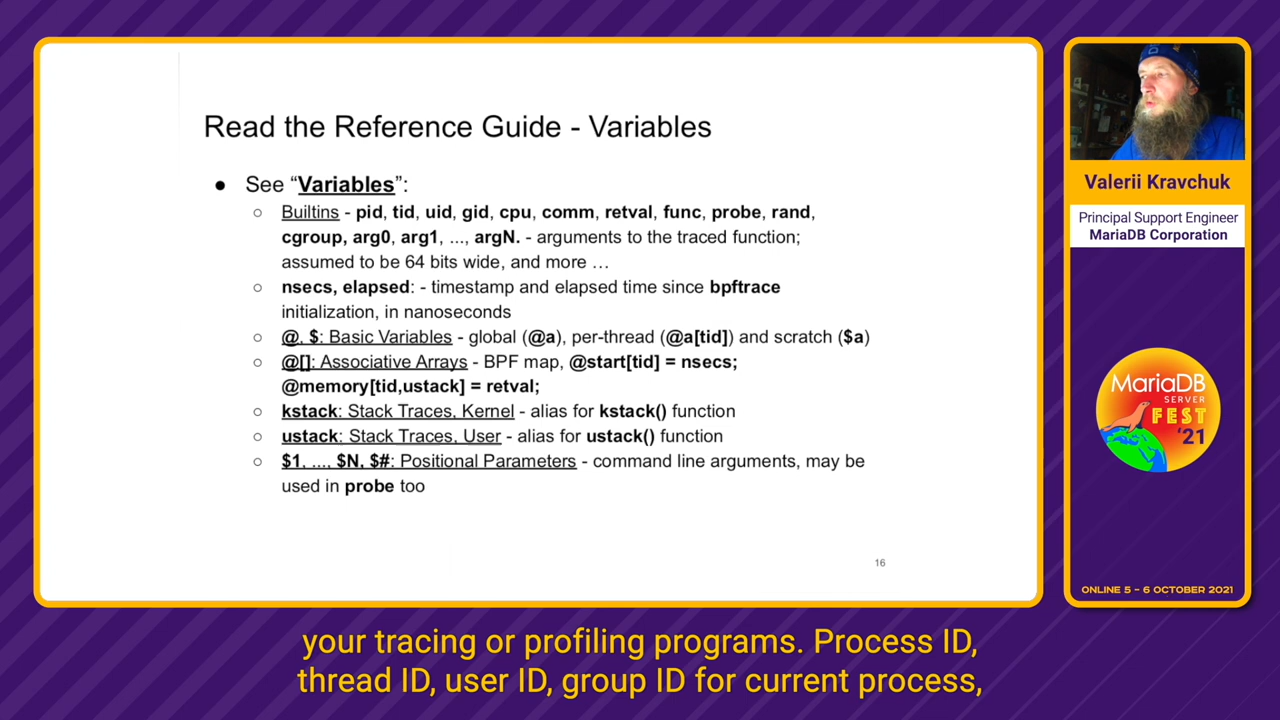 Read the Reference Guide - Variables
● See “Variables”:
○ Builtins - pid, tid, uid, gid, cpu, comm, retval, func, probe, rand,
cgroup, arg0, arg1, ..., argN. - arguments to the traced function;
assumed to be 64 bits wide, and more …
○ nsecs, elapsed: - timestamp and elapsed time since bpftrace
initialization, in nanoseconds
○ @, $: Basic Variables - global (@a), per-thread (@a[tid]) and scratch ($a)
○ @[]: Associative Arrays - BPF map, @start[tid] = nsecs;
@memory[tid,ustack] = retval;
○ kstack: Stack Traces, Kernel - alias for kstack() function
○ ustack: Stack Traces, User - alias for ustack() function
○ $1, ..., $N, $#: Positional Parameters - command line arguments, may be
used in probe too
16
Valerii Kravchuk
Principal Support Engineer
MariaDB Corporation
MariaDB
SERVER
FEST
'21
ONLINE 5 – 6 OCTOBER 2021
your tracing or profiling programs. Process ID,
thread ID, user ID, group ID for current process,